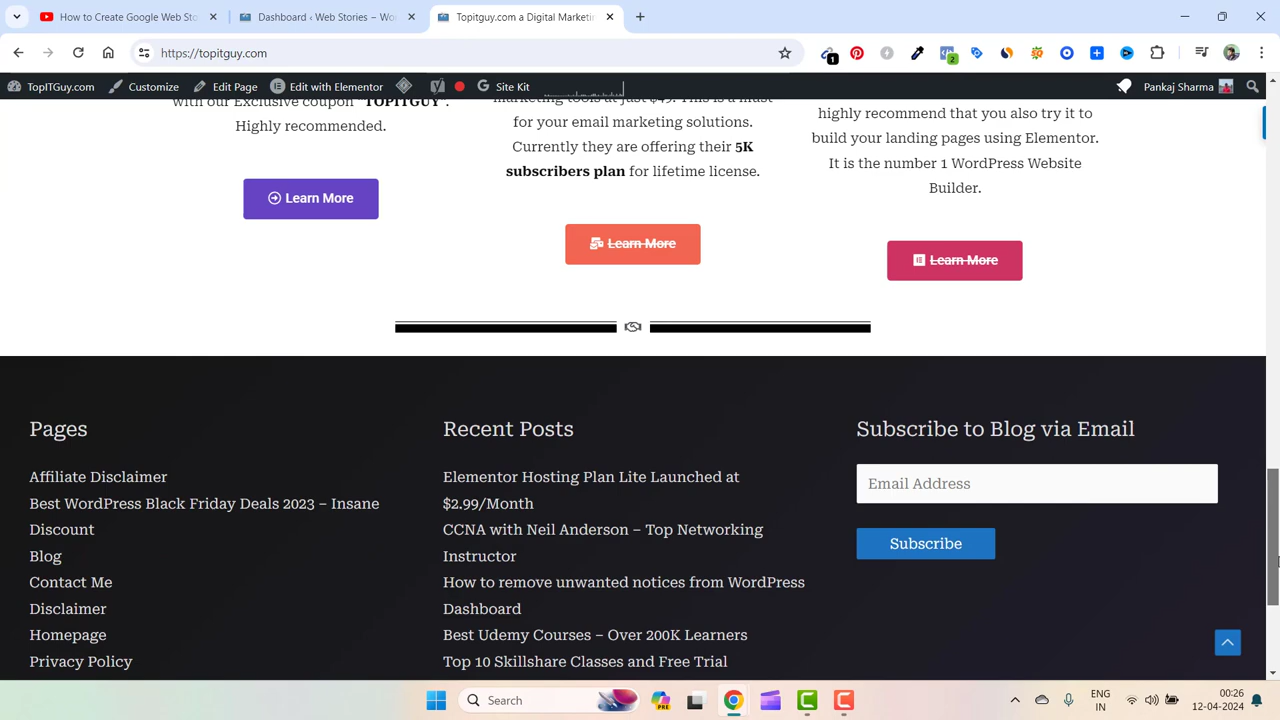 How to Create Google Web Sto
Dashboard ‹ Web Stories – Wo
Topitguy.com a Digital Marketin
https://topitguy.com
1
2
TopITGuy.com
Customize
Edit Page
Edit with Elementor
Site Kit
Pankaj Sharma
with our Exclusive coupon "TOPITGUY".
Highly recommended.
Learn More
marketing tools at just $49. This is a must
for your email marketing solutions.
Currently they are offering their 5K
subscribers plan for lifetime license.
Learn More
highly recommend that you also try it to
build your landing pages using Elementor.
It is the number 1 WordPress Website
Builder.
Learn More
Pages
Affiliate Disclaimer
Best WordPress Black Friday Deals 2023 – Insane
Discount
Blog
Contact Me
Disclaimer
Homepage
Privacy Policy
Recent Posts
Elementor Hosting Plan Lite Launched at
$2.99/Month
CCNA with Neil Anderson – Top Networking
Instructor
How to remove unwanted notices from WordPress
Dashboard
Best Udemy Courses – Over 200K Learners
Top 10 Skillshare Classes and Free Trial
Subscribe to Blog via Email
Email Address
Subscribe
Search
PRE
ENG
IN
00:26
12-04-2024